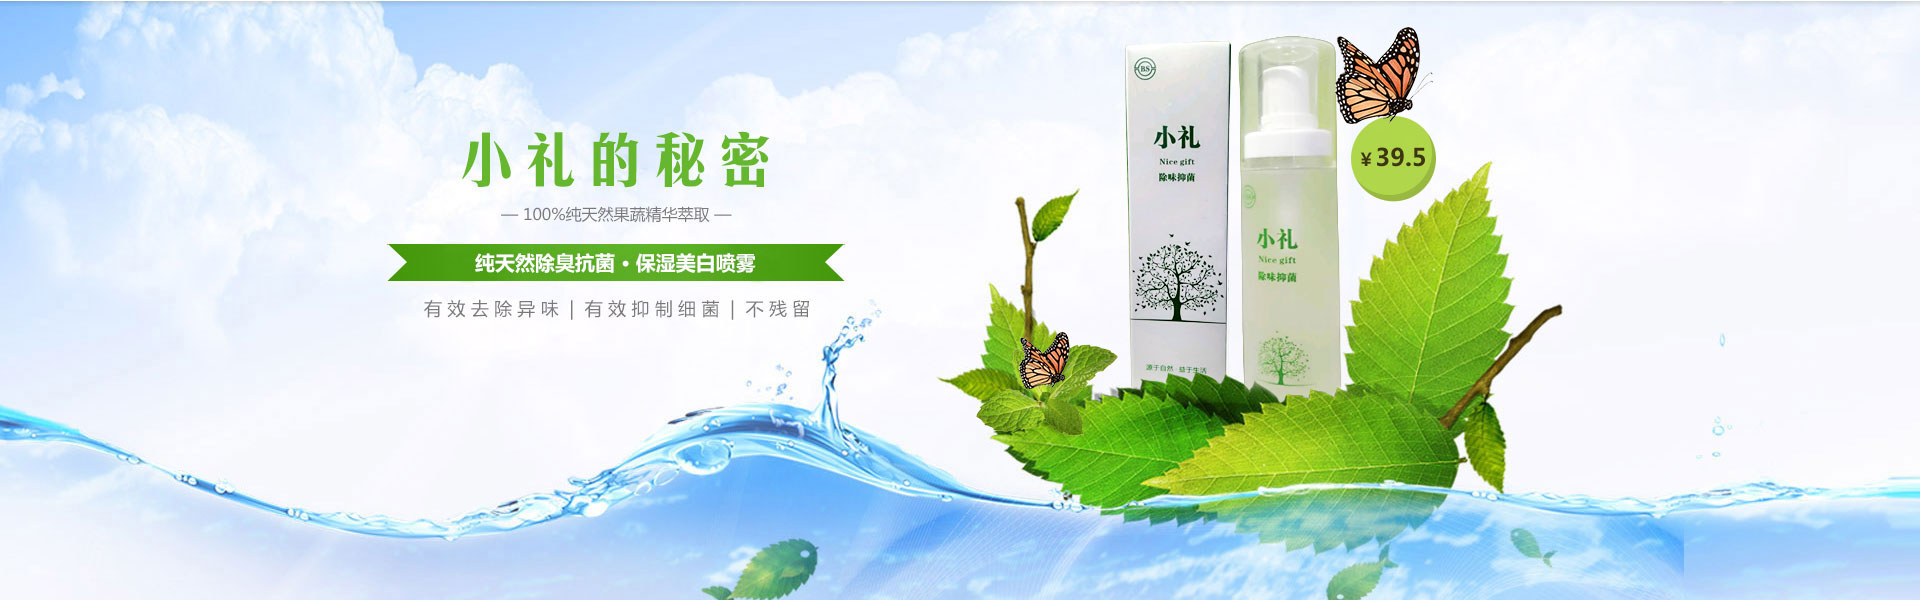 小礼的秘密
— 100%纯天然果蔬精华萃取 —
纯天然除臭抗菌·保湿美白喷雾
有效去除异味|有效抑制细菌|不残留
BS
小礼
Nice gift
除味抑菌
源于自然 益于生活
小礼
Nice gift
除味抑菌
¥39.5